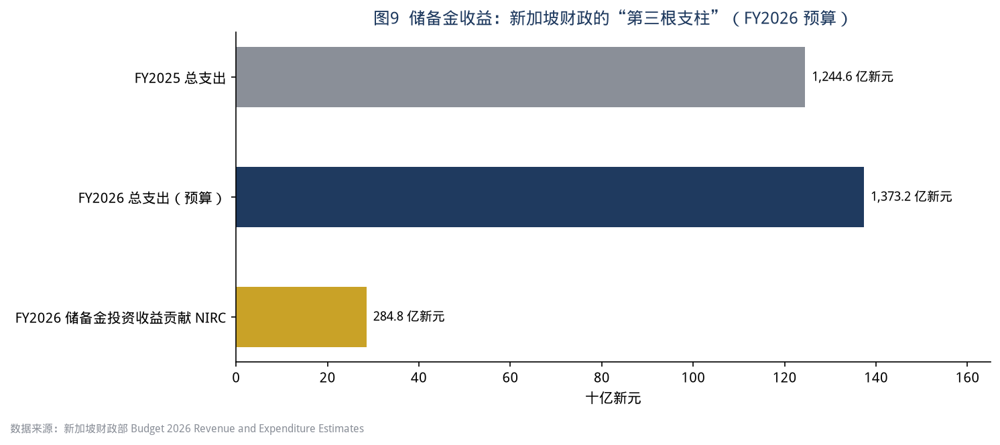 图9 储备金收益：新加坡财政的“第三根支柱”（FY2026 预算）
FY2025 总支出
1,244.6 亿新元
FY2026 总支出（预算）
1,373.2 亿新元
FY2026 储备金投资收益贡献 NIRC
284.8 亿新元
0 20 40 60 80 100 120 140 160
十亿新元
数据来源：新加坡财政部 Budget 2026 Revenue and Expenditure Estimates